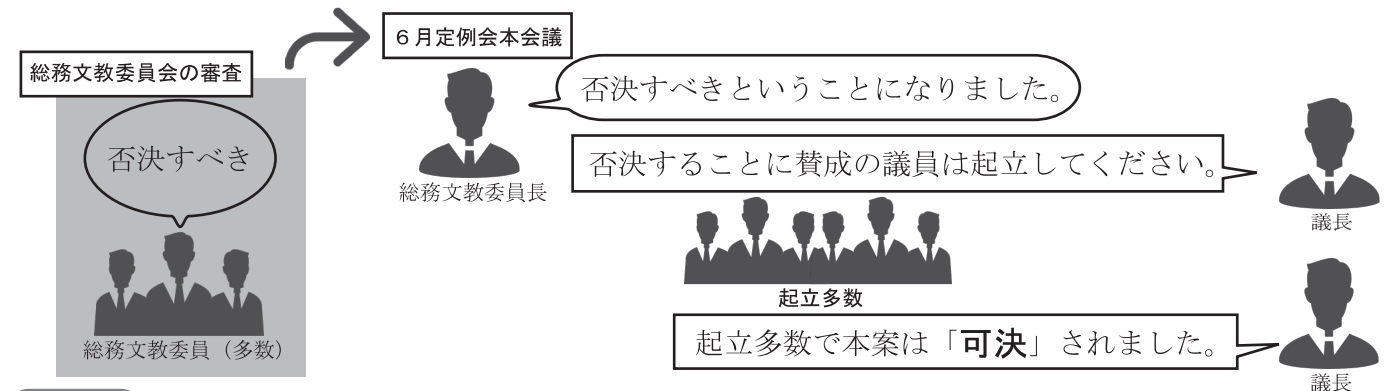 総務文教委員会の審査
否決すべき
総務文教委員（多数）
６月定例会本会議
否決すべきということになりました。
総務文教委員長
否決することに賛成の議員は起立してください。
議長
起立多数
起立多数で本案は「可決」されました。
議長